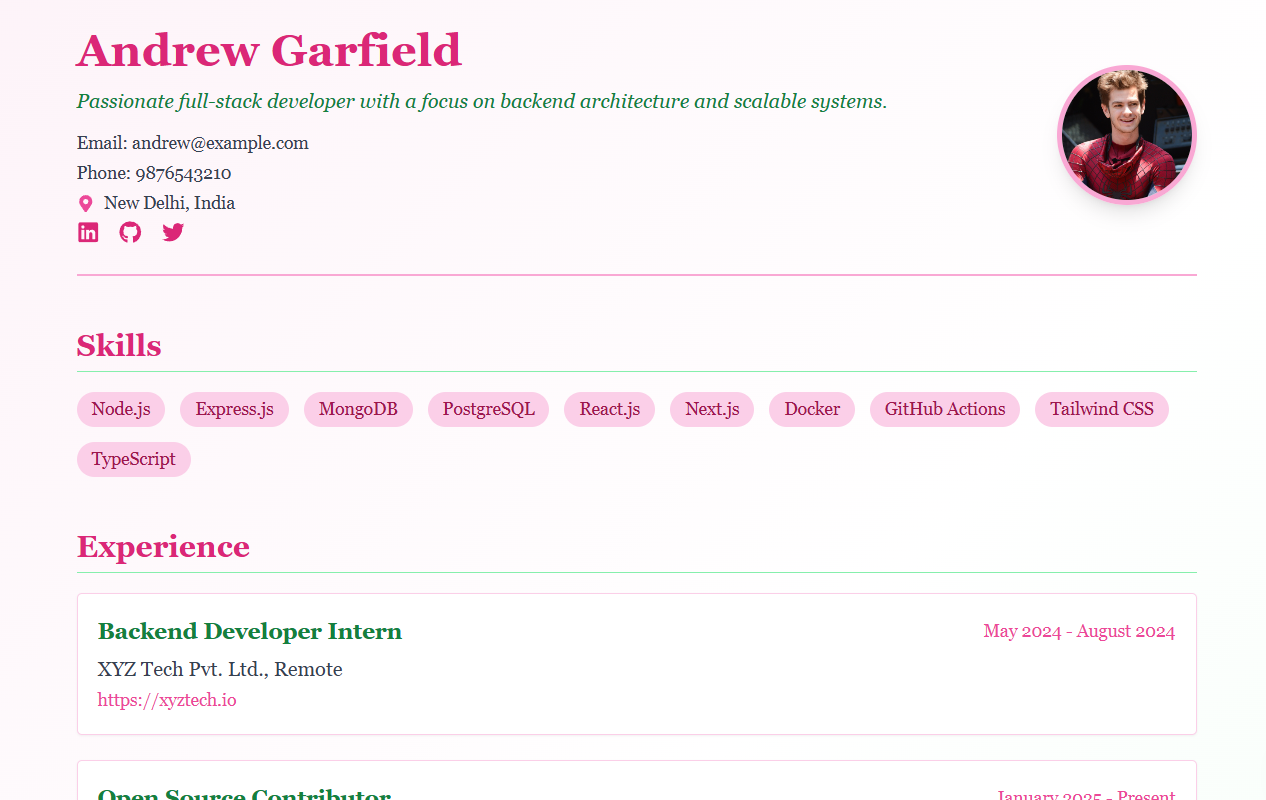 Andrew Garfield
Passionate full-stack developer with a focus on backend architecture and scalable systems.
Email: andrew@example.com
Phone: 9876543210
New Delhi, India
Skills
Node.js Express.js MongoDB PostgreSQL React.js Next.js Docker GitHub Actions Tailwind CSS
TypeScript
Experience
Backend Developer Intern May 2024 - August 2024
XYZ Tech Pvt. Ltd., Remote
https://xyztech.io
Open Source Contributor January 2025 - Present